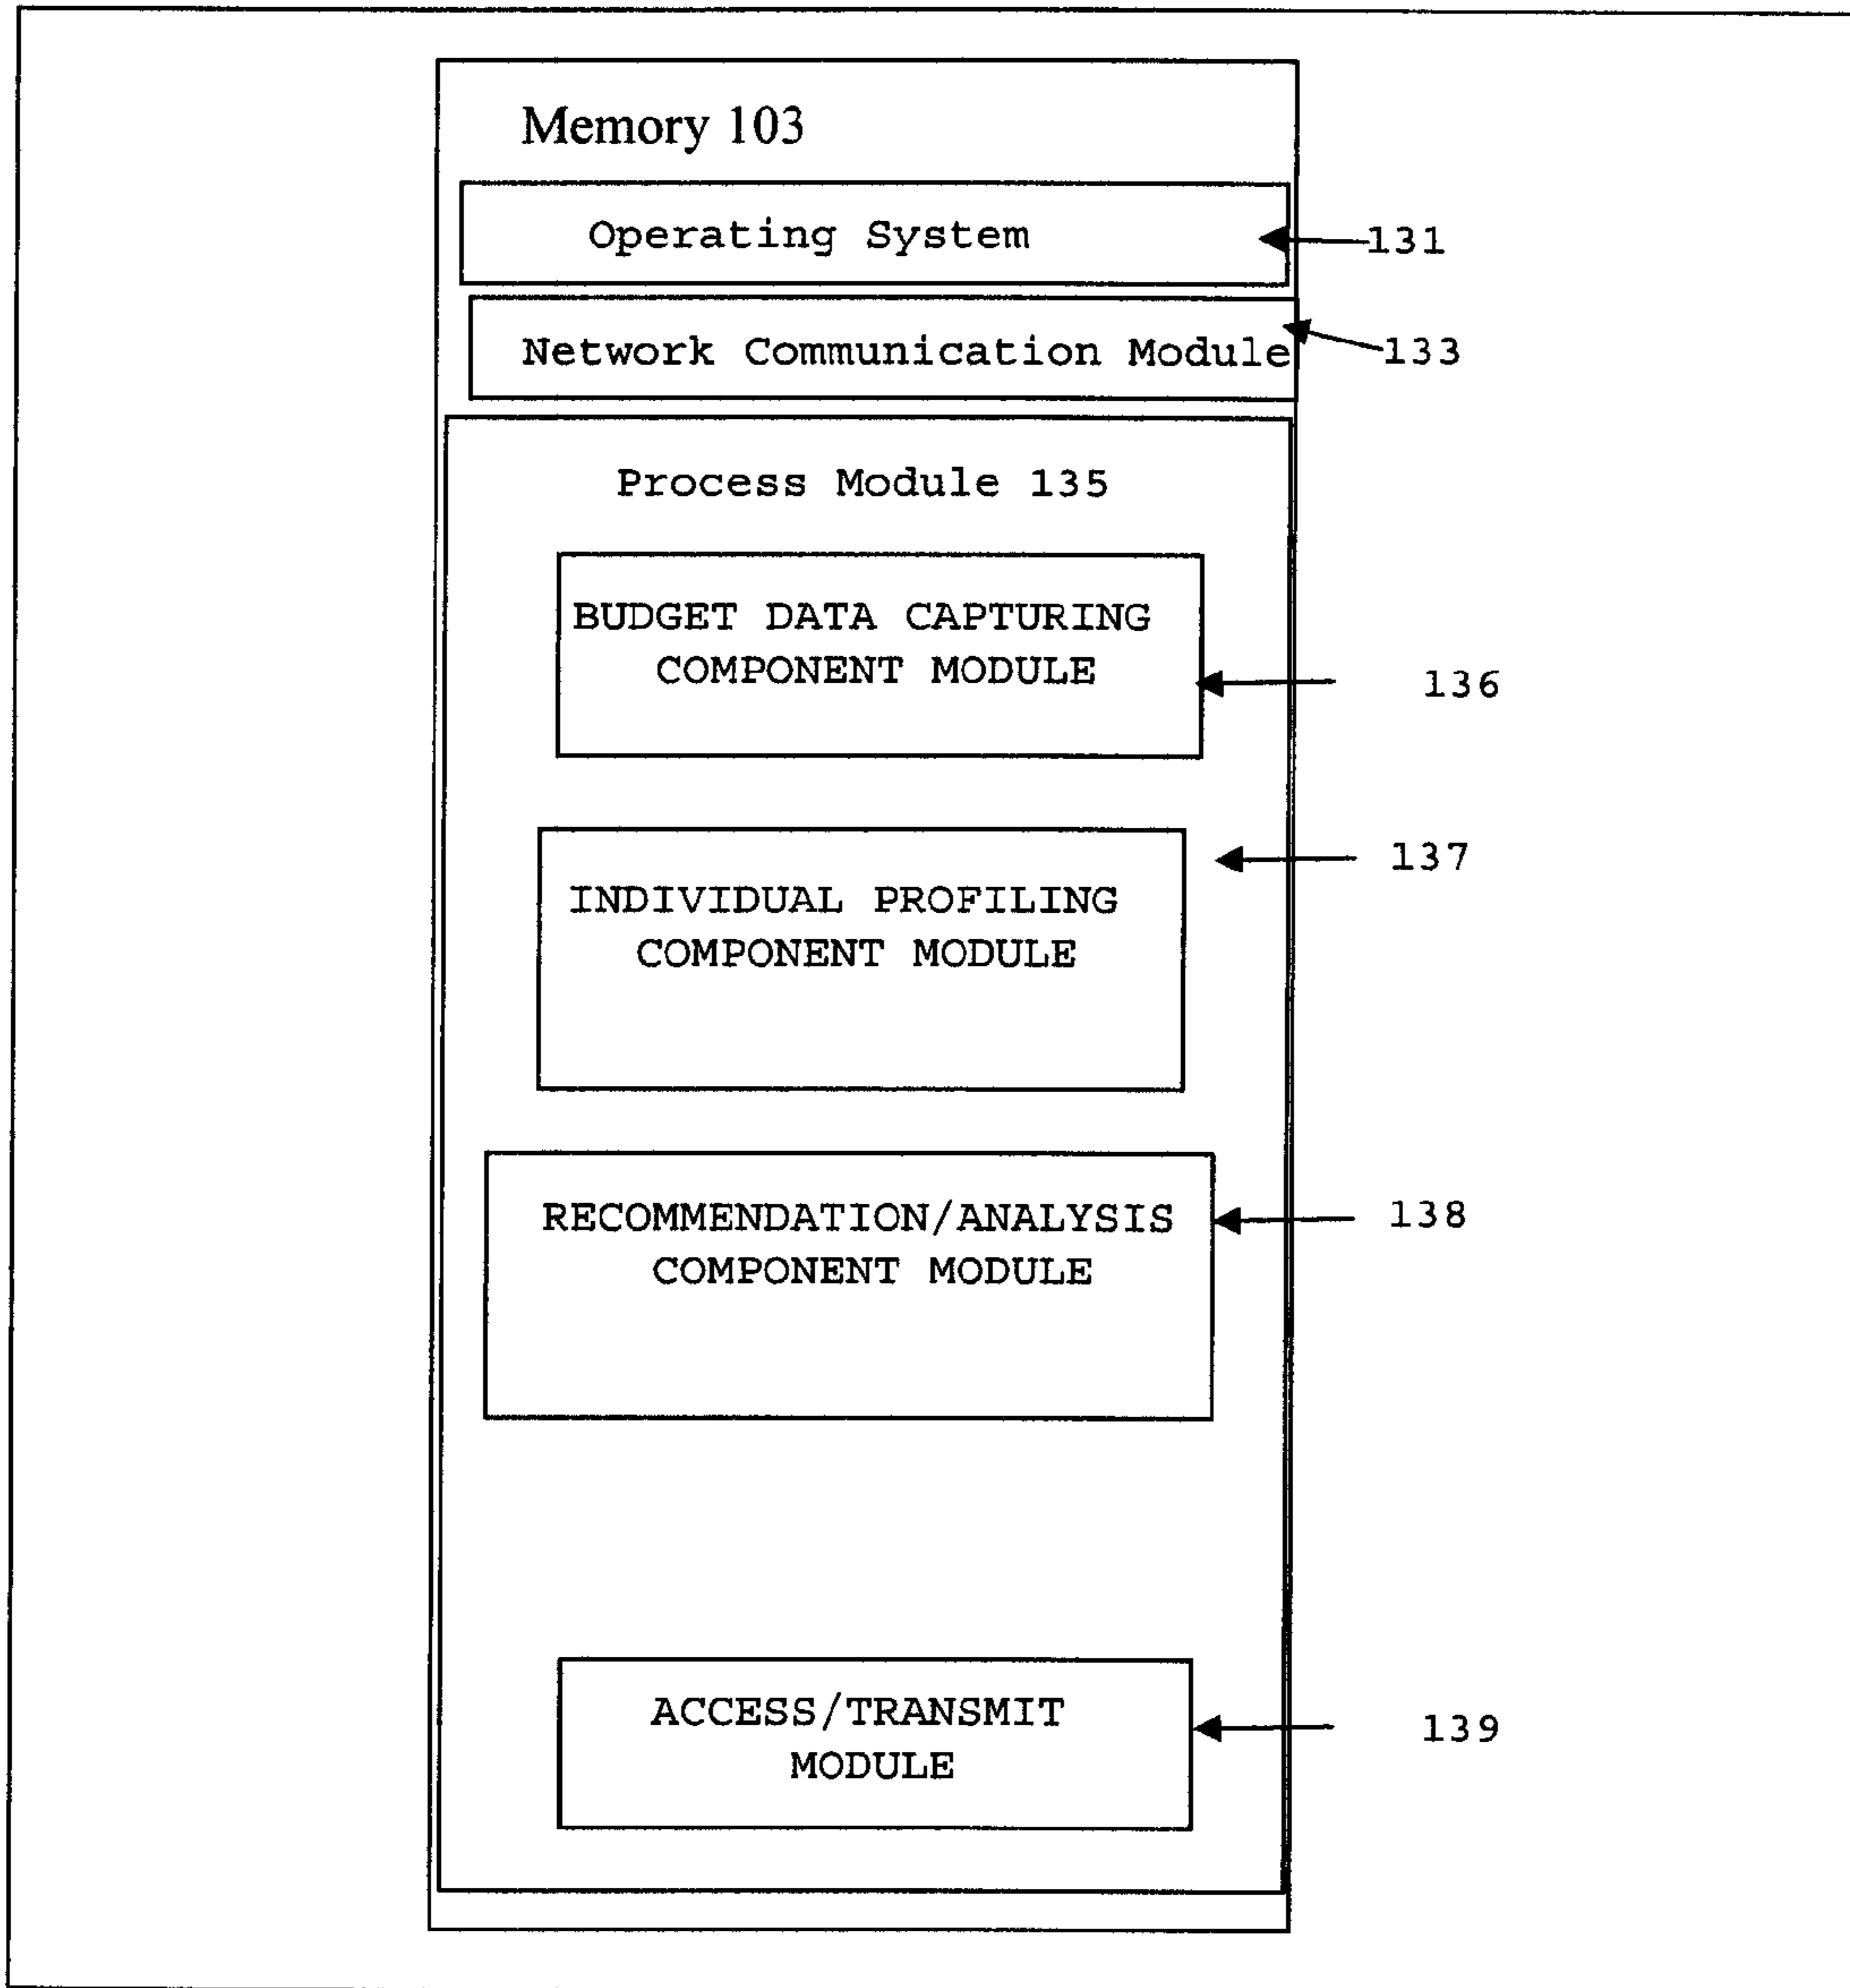 Memory 103
Operating System
131
Network Communication Module
133
Process Module 135
BUDGET DATA CAPTURING
COMPONENT MODULE
136
137
INDIVIDUAL PROFILING
COMPONENT MODULE
RECOMMENDATION/ANALYSIS
COMPONENT MODULE
138
ACCESS/TRANSMIT
MODULE
139